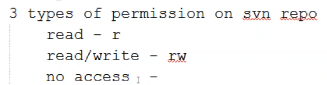 3 types of permission on svn repo
read - r
read/write - rw
no access -